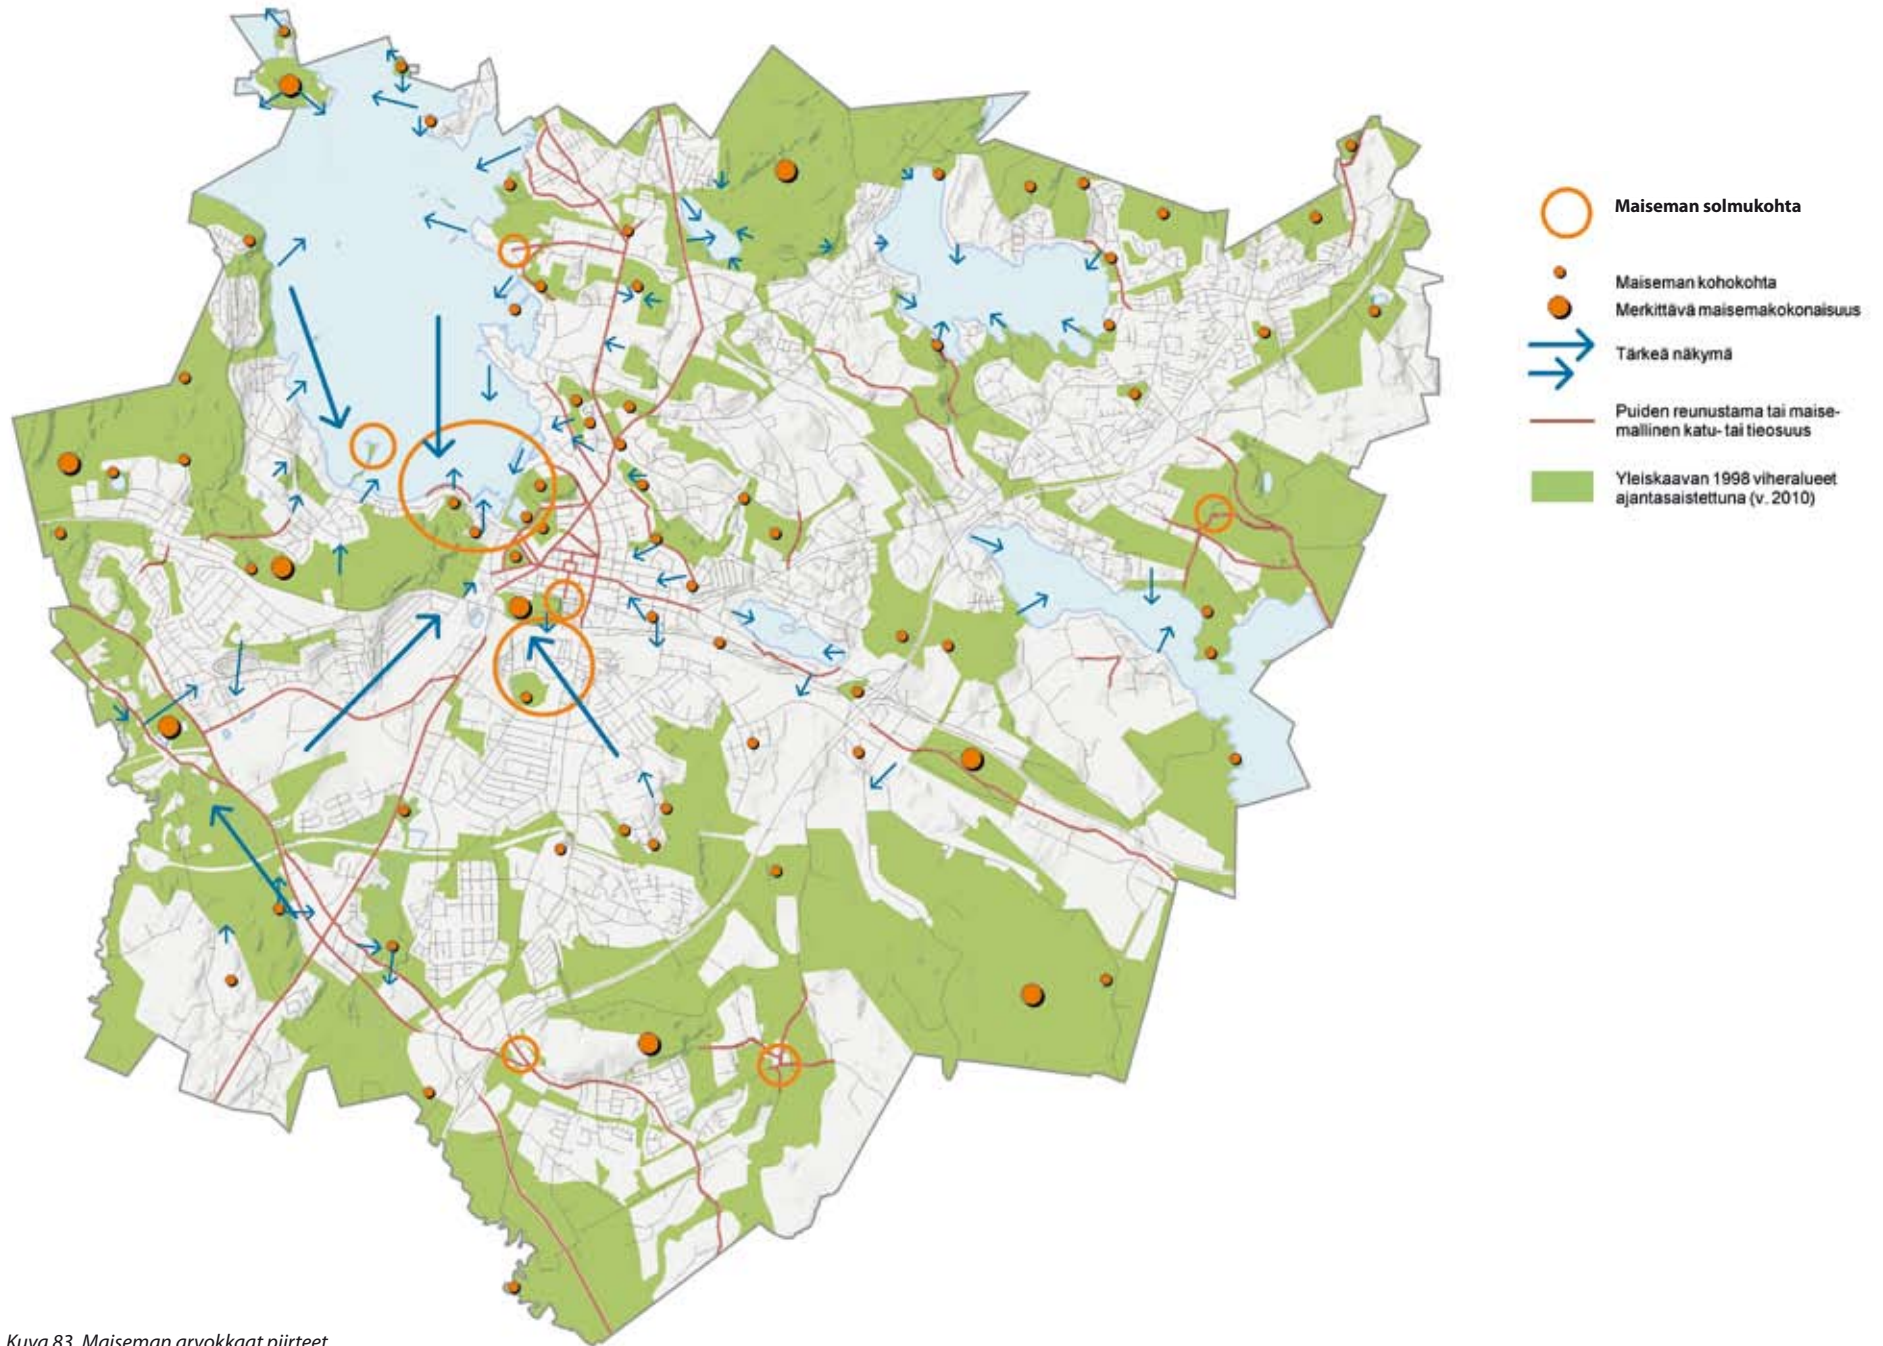 Maiseman solmukohta
Maiseman kohokohta
Merkittävä maisemakokonaisuus
Tärkeä näkymä
Puiden reunustama tai maise-
mallinen katu- tai tieosuus
Yleiskaavan 1998 viheralueet
ajantasaistettuna (v. 2010)
Kuva 83. Maiseman arvokkaat piirteet